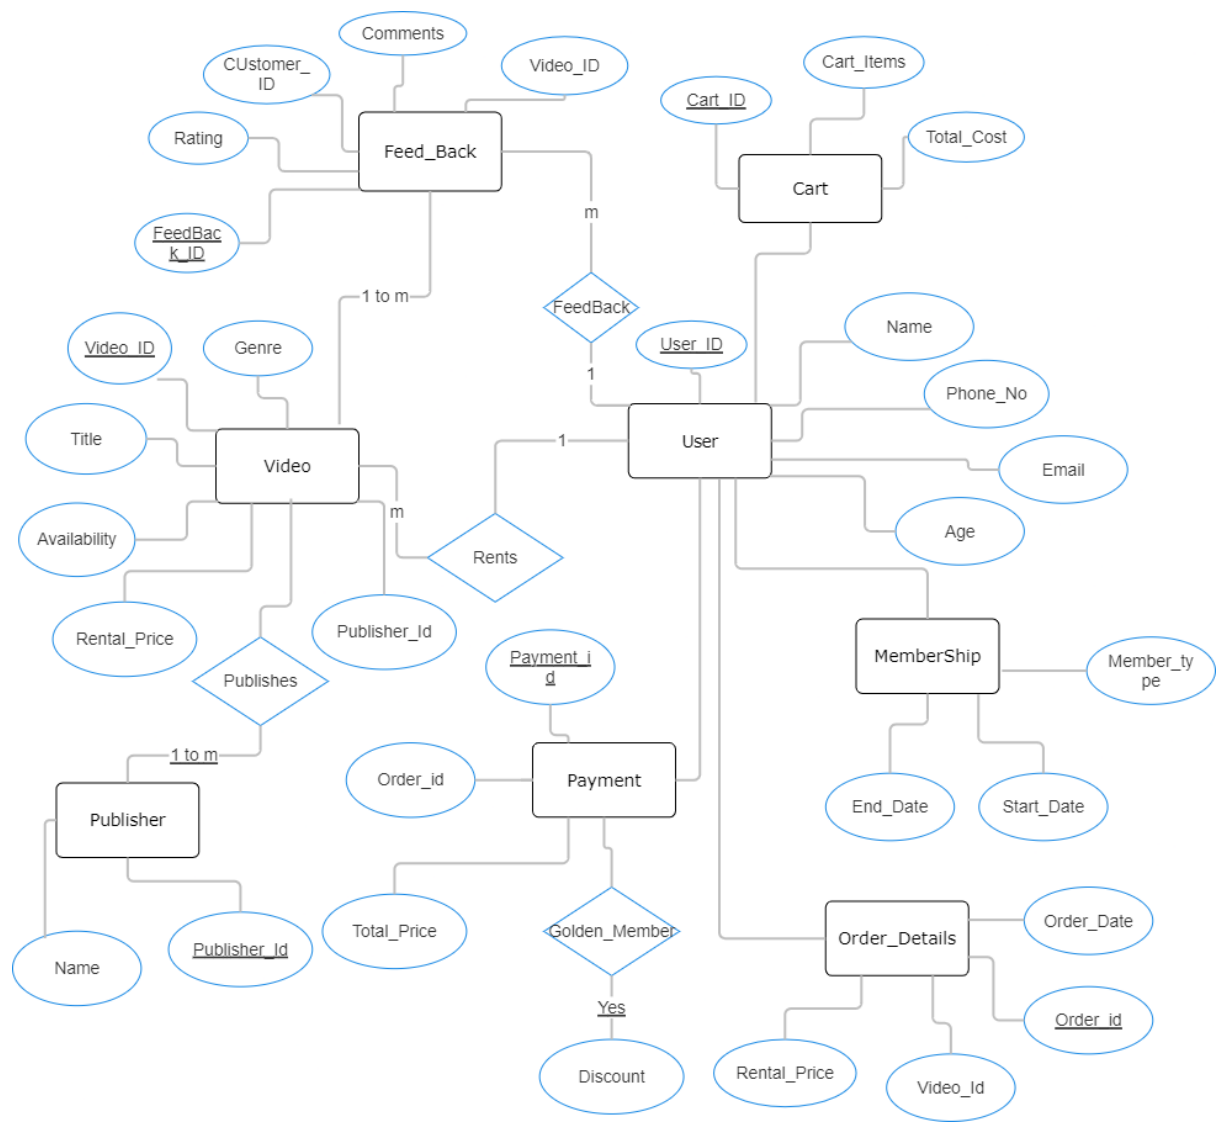 Comments
CUstomer_
ID
Video_ID
Cart_Items
Cart_ID
Rating
Feed_Back
Total_Cost
Cart
FeedBac
k_ID
m
1 to m
FeedBack
Name
Video_ID
Genre
User_ID
1
Phone_No
Title
Video
1
User
Email
m
Availability
Age
Rents
Rental_Price
Publisher_Id
Payment_i
d
MemberShip
Member_ty
pe
Publishes
1 to m
Order_id
Payment
End_Date
Start_Date
Publisher
Total_Price
Golden_Member
Order_Details
Order_Date
Name
Publisher_Id
Yes
Order_id
Discount
Rental_Price
Video_Id